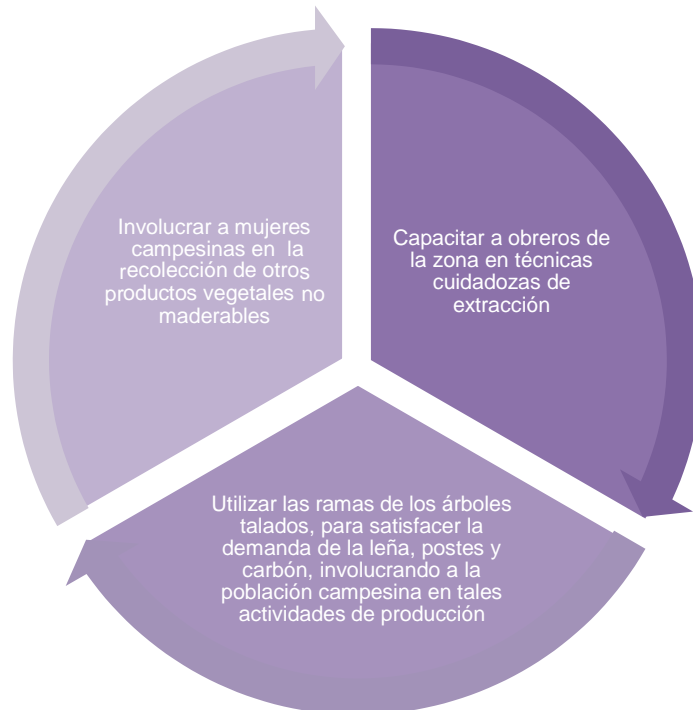 Involucrar a mujeres
campesinas en la
recolección de otros
productos vegetales no
maderables
Capacitar a obreros de
la zona en técnicas
cuidadozas de
extracción
Utilizar las ramas de los árboles
talados, para satisfacer la
demanda de la leña, postes y
carbón, involucrando a la
población campesina en tales
actividades de producción